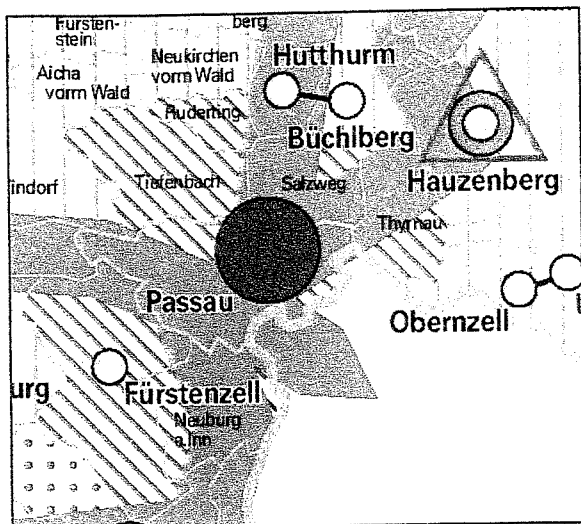 Fürsten-
stein
berg
Neukirchen
vorm Wald
Hutthurm
Aicha
vorm Wald
Ruderting
Büchlberg
Tiefenbach
Salzweg
Hauzenberg
indorf
Thyrnau
Passau
Obernzell
urg
Fürstenzell
Neuburg
a.Inn